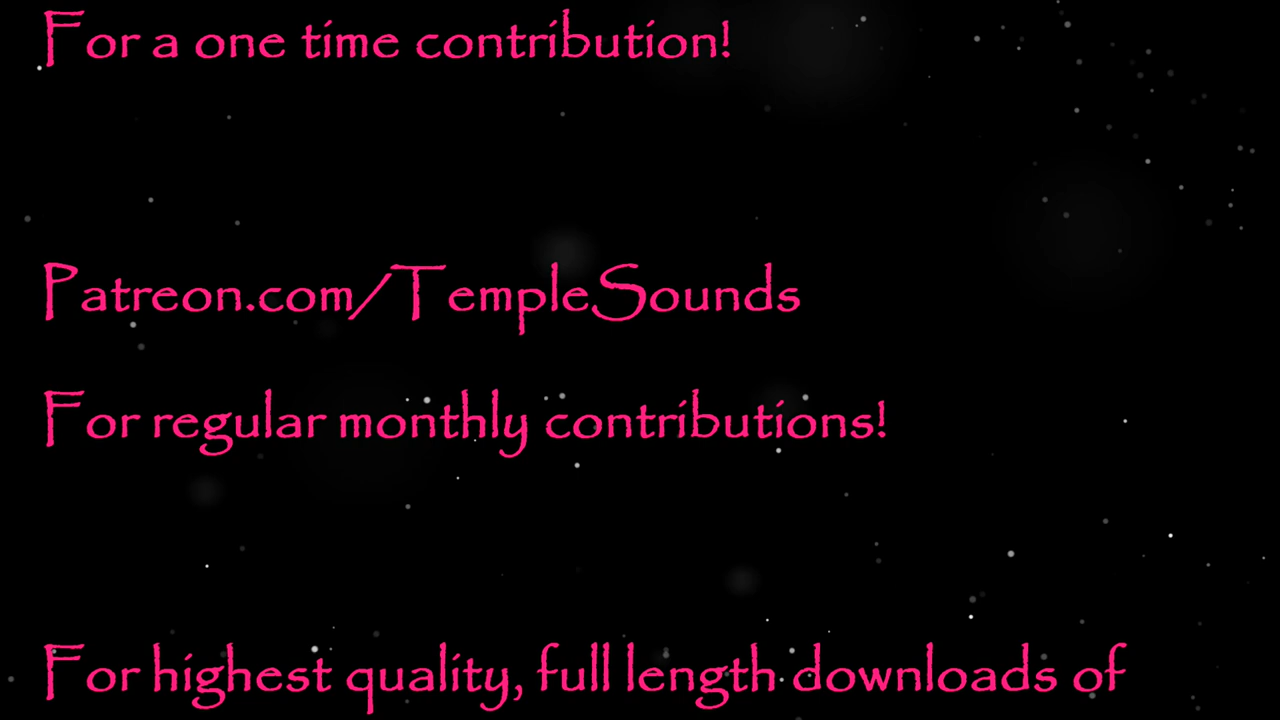 For a one time contribution!
Patreon.com/TempleSounds
For regular monthly contributions!
For highest quality, full length downloads of